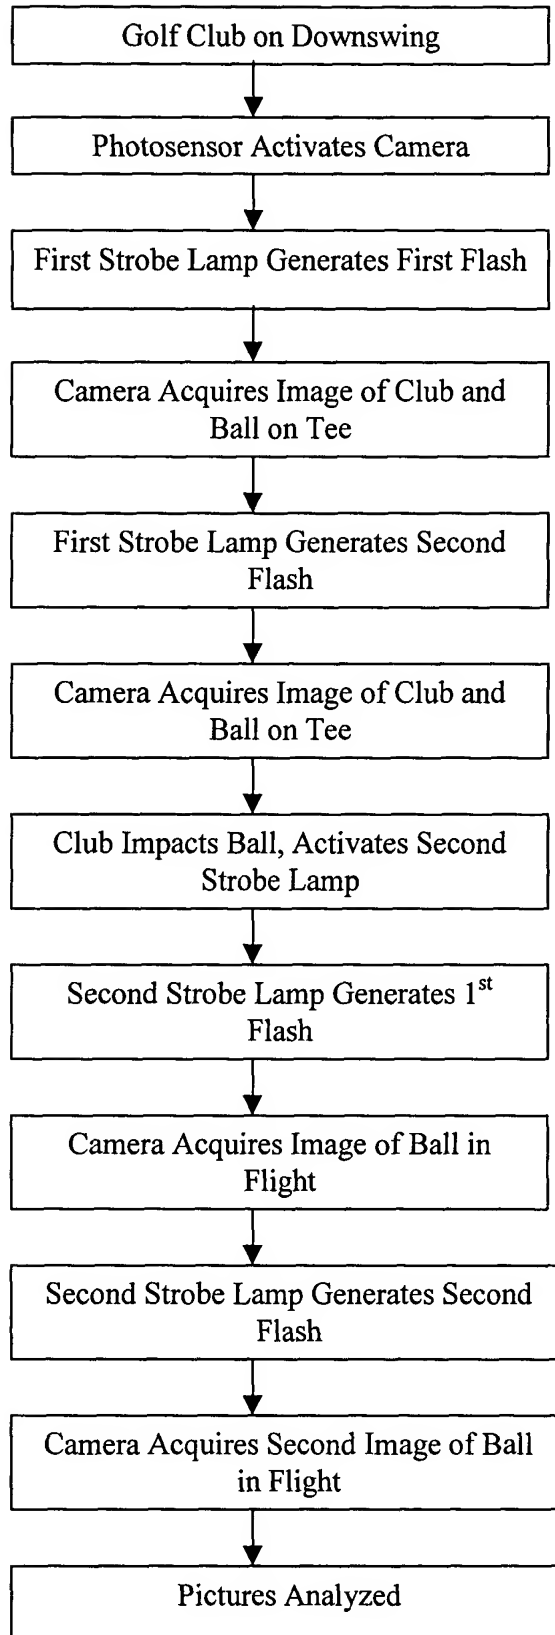 Golf Club on Downswing
Photosensor Activates Camera
First Strobe Lamp Generates First Flash
Camera Acquires Image of Club and
Ball on Tee
First Strobe Lamp Generates Second
Flash
Camera Acquires Image of Club and
Ball on Tee
Club Impacts Ball, Activates Second
Strobe Lamp
Second Strobe Lamp Generates 1st
Flash
Camera Acquires Image of Ball in
Flight
Second Strobe Lamp Generates Second
Flash
Camera Acquires Second Image of Ball
in Flight
Pictures Analyzed